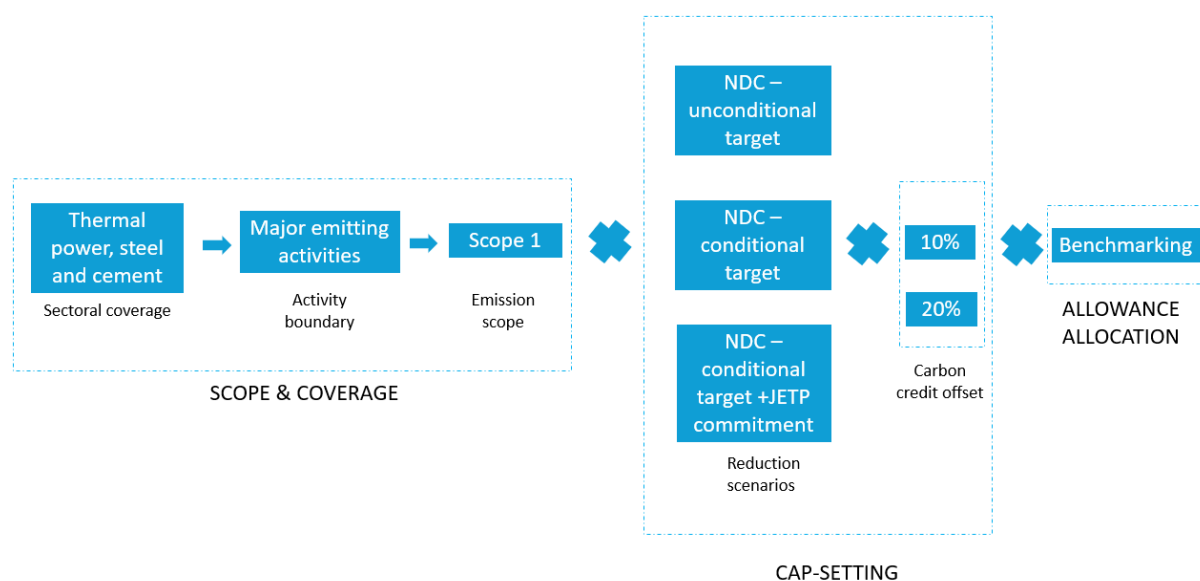 Thermal
power, steel
and cement
Sectoral coverage
Major emitting
activities
Activity
boundary
Scope 1
Emission
scope
SCOPE & COVERAGE
NDC –
unconditional
target
NDC –
conditional
target
NDC –
conditional
target +JETP
commitment
Reduction
scenarios
10%
20%
Carbon
credit offset
CAP-SETTING
Benchmarking
ALLOWANCE
ALLOCATION